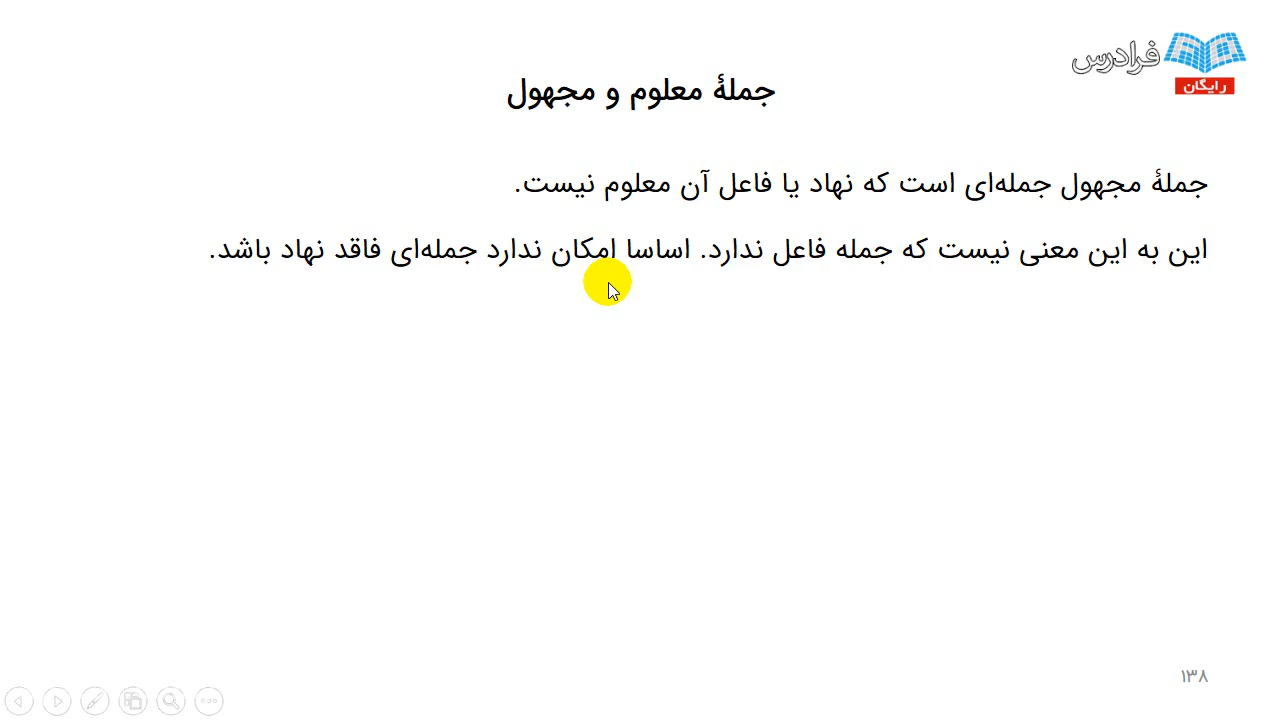 فرادرس
رایگان
جملهٔ معلوم و مجهول
جملهٔ مجهول جمله‌ای است که نهاد یا فاعل آن معلوم نیست.
این به این معنی نیست که جمله فاعل ندارد. اساسا امکان ندارد جمله‌ای فاقد نهاد باشد.
۱۳۸